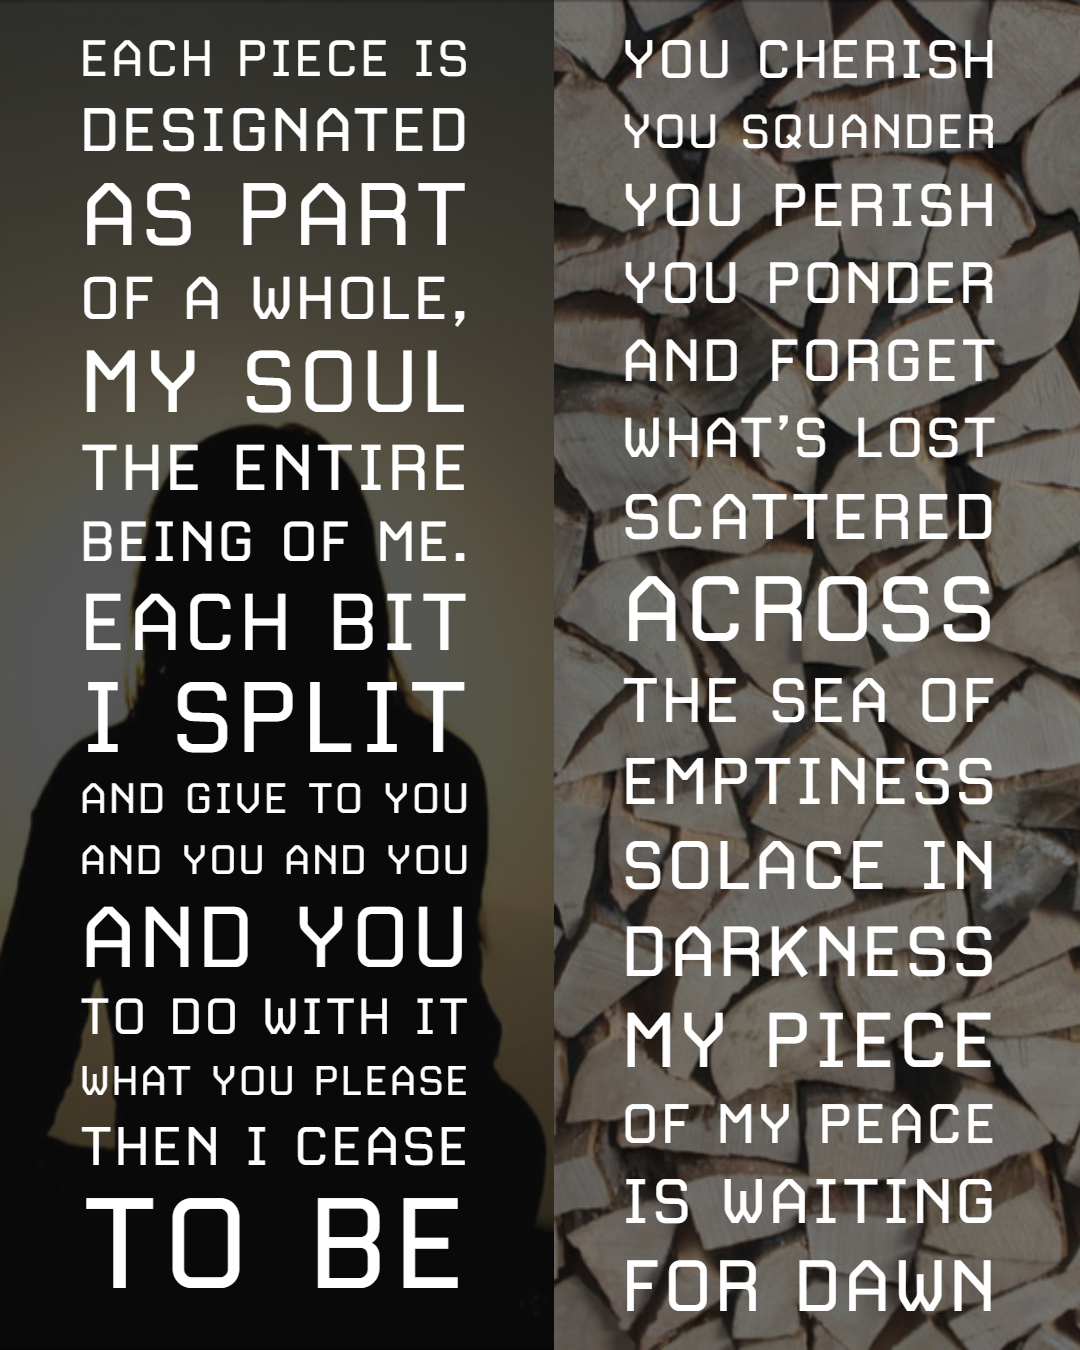 EACH PIECE IS
DESIGNATED
AS PART
OF A WHOLE,
MY SOUL
THE ENTIRE
BEING OF ME.
EACH BIT
I SPLIT
AND GIVE TO YOU
AND YOU AND YOU
AND YOU
TO DO WITH IT
WHAT YOU PLEASE
THEN I CEASE
TO BE
YOU CHERISH
YOU SQUANDER
YOU PERISH
YOU PONDER
AND FORGET
WHAT'S LOST
SCATTERED
ACROSS
THE SEA OF
EMPTINESS
SOLACE IN
DARKNESS
MY PIECE
OF MY PEACE
IS WAITING
FOR DAWN